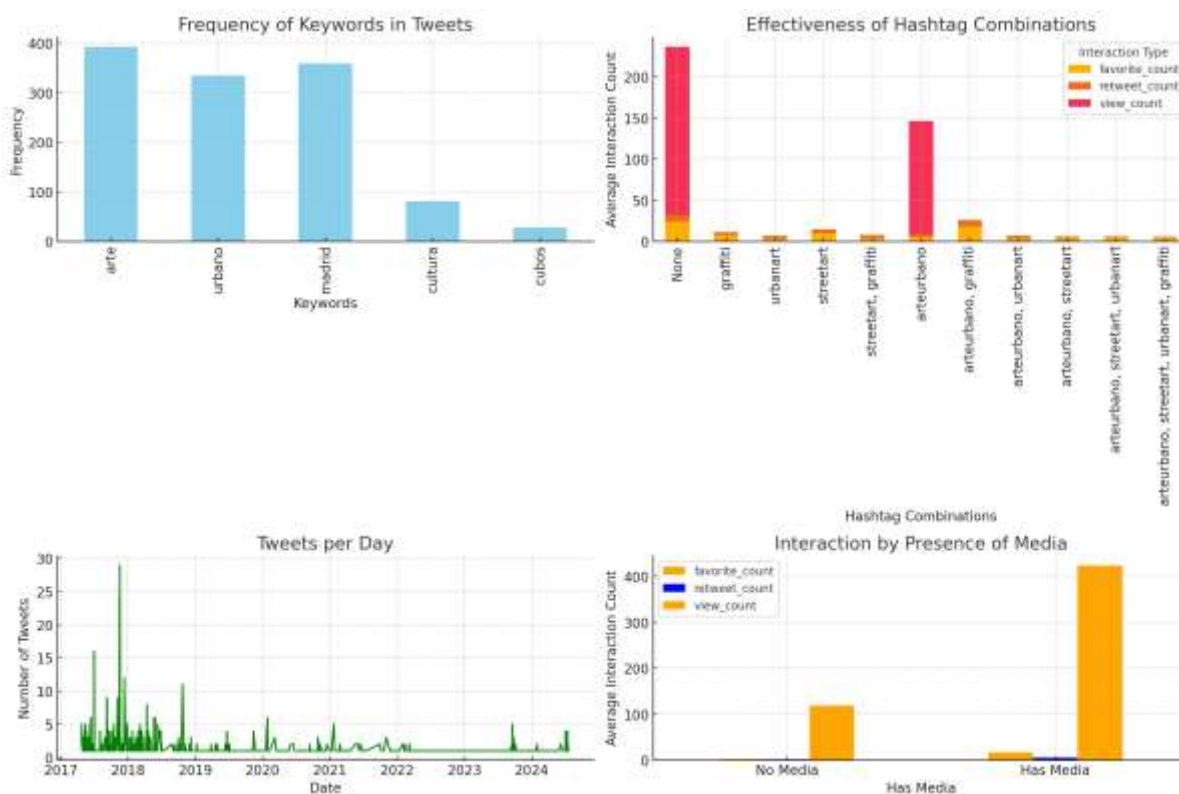 Frequency of Keywords in Tweets
400
300
200
100
0
Frequency
arte
urbano
madrid
cultura
cubos
Keywords
Effectiveness of Hashtag Combinations
Interaction Type
favorite_count
retweet_count
view_count
200
150
100
50
0
Average Interaction Count
None
graffiti
urbanart
streetart
streetart, graffiti
arteurbano
arteurbano, graffiti
arteurbano, urbanart
arteurbano, streetart
arteurbano, streetart, urbanart
arteurbano, streetart, urbanart, graffiti
Hashtag Combinations
Tweets per Day
30
25
20
15
10
5
0
Number of Tweets
2017 2018 2019 2020 2021 2022 2023 2024
Date
Interaction by Presence of Media
favorite_count
retweet_count
view_count
400
300
200
100
0
Average Interaction Count
No Media Has Media
Has Media